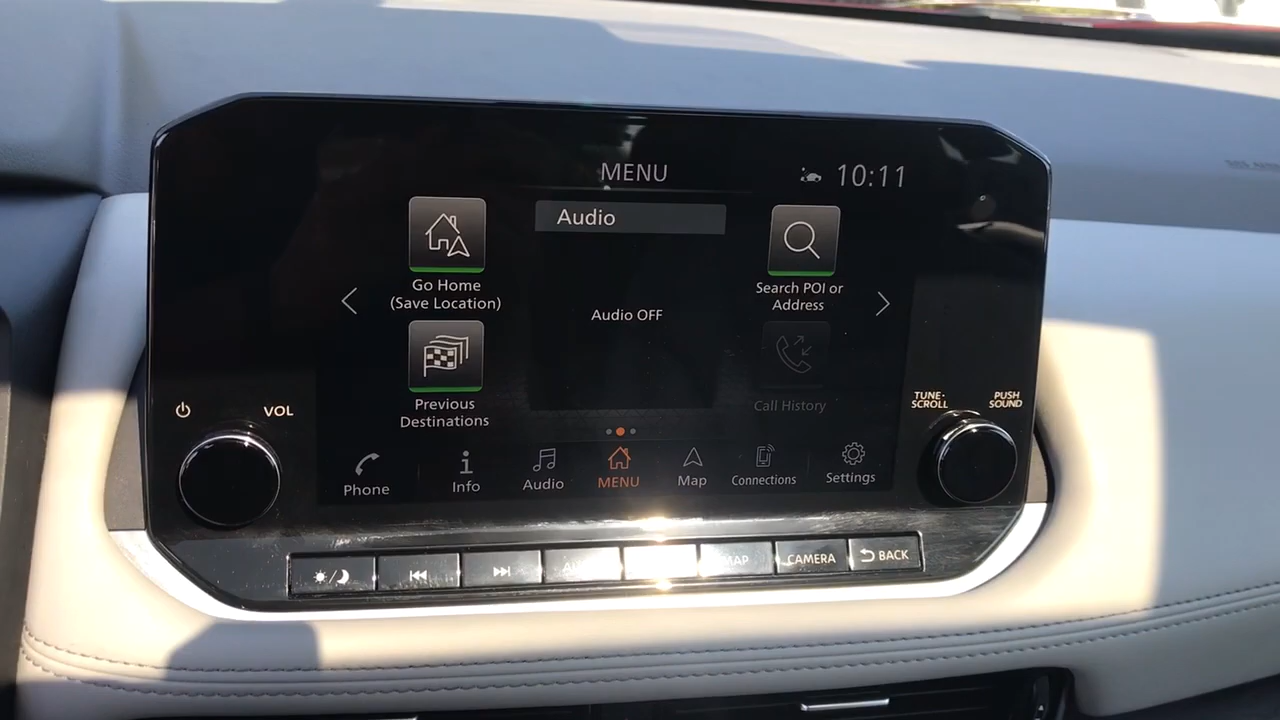 MENU
10:11
Audio
Go Home
(Save Location)
Search POI or
Address
Audio OFF
Previous
Destinations
Call History
VOL
TUNE·
SCROLL
PUSH
SOUND
Phone
Info
Audio
MENU
Map
Connections
Settings
MAP
CAMERA
BACK